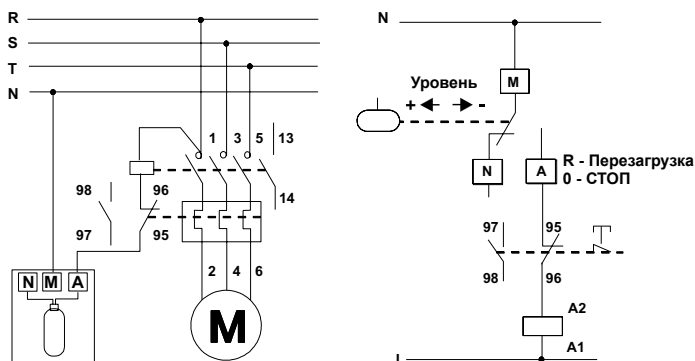 R
S
T
N
1 3 5 13
14
98 96
97 95
2 4 6
N M A
M
N
M
Уровень
+ -
N A
R - Перезагрузка
0 - СТОП
97 95
98 96
A2
A1
L